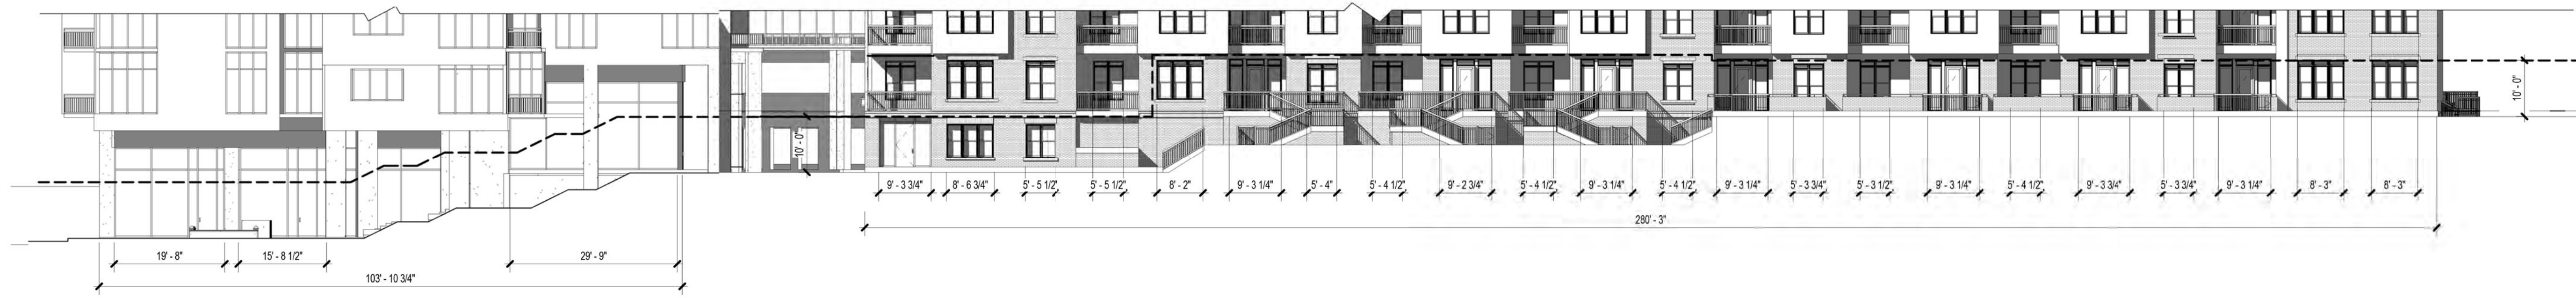 10' - 0"
10' - 0"
9' - 3 3/4"
8' - 6 3/4"
5' - 5 1/2"
5' - 5 1/2"
8' - 2"
9' - 3 1/4"
5' - 4"
5' - 4 1/2"
9' - 2 3/4"
5' - 4 1/2"
9' - 3 1/4"
5' - 4 1/2"
9' - 3 1/4"
5' - 3 3/4"
5' - 3 1/2"
9' - 3 1/4"
5' - 4 1/2"
9' - 3 3/4"
5' - 3 3/4"
9' - 3 1/4"
8' - 3"
8' - 3"
280' - 3"
19' - 8"
15' - 8 1/2"
29' - 9"
103' - 10 3/4"